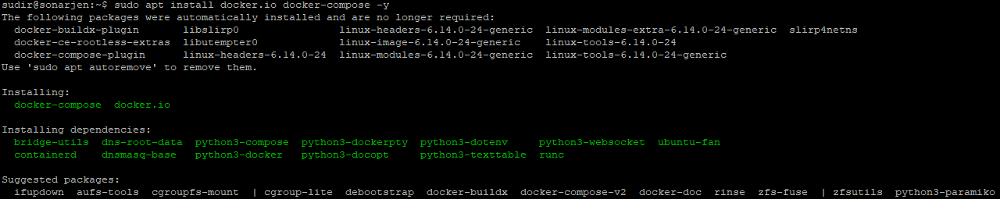 sudir@sonarjen:~$ sudo apt install docker.io docker-compose -y
The following packages were automatically installed and are no longer required:
  docker-buildx-plugin       libslirp0             linux-headers-6.14.0-24-generic  linux-modules-extra-6.14.0-24-generic  slirp4netns
  docker-ce-rootless-extras  libutempter0          linux-image-6.14.0-24-generic    linux-tools-6.14.0-24
  docker-compose-plugin      linux-headers-6.14.0-24  linux-modules-6.14.0-24-generic  linux-tools-6.14.0-24-generic
Use 'sudo apt autoremove' to remove them.

Installing:
  docker-compose  docker.io

Installing dependencies:
  bridge-utils  dns-root-data  python3-compose  python3-dockerpty  python3-dotenv     python3-websocket  ubuntu-fan
  containerd    dnsmasq-base   python3-docker   python3-docopt     python3-texttable  runc

Suggested packages:
  ifupdown  aufs-tools  cgroupfs-mount  | cgroup-lite  debootstrap  docker-buildx  docker-compose-v2  docker-doc  rinse  zfs-fuse  | zfsutils  python3-paramiko